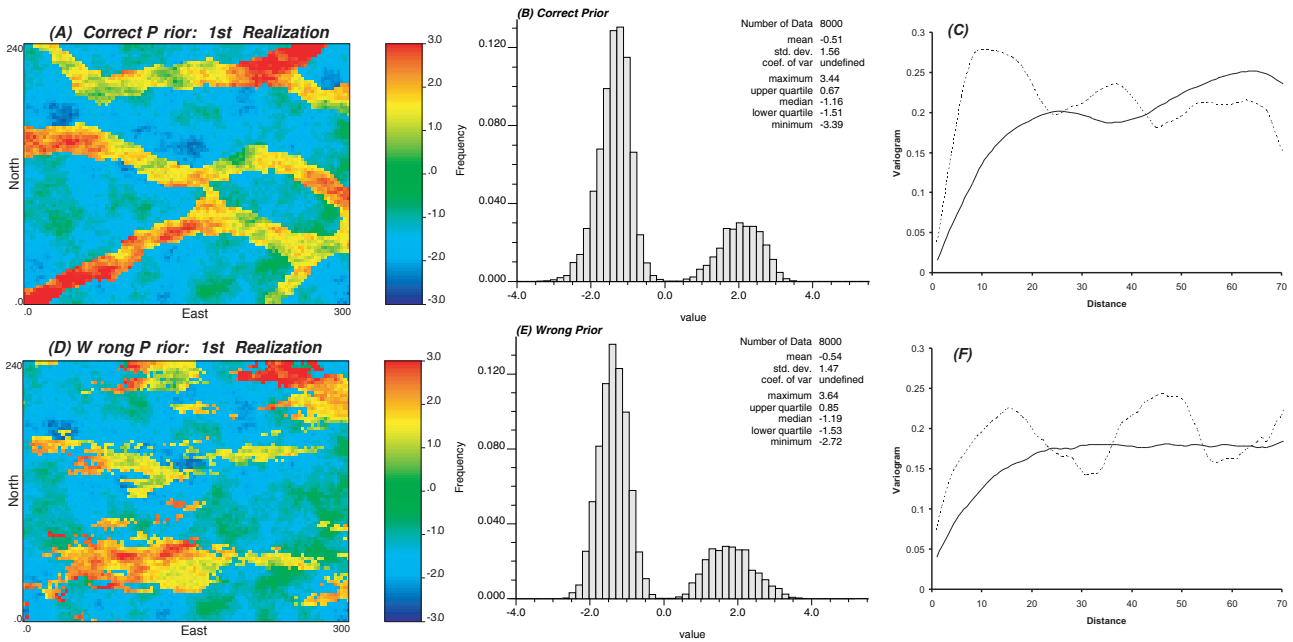 (A) Correct P rior: 1st Realization
240
North
.0
.0
East
300
3.0
2.0
1.0
.0
-1.0
-2.0
-3.0
(B) Correct Prior
Frequency
0.120
0.080
0.040
0.000
-4.0
-2.0
0.0
2.0
4.0
value
Number of Data 8000
mean -0.51
std. dev. 1.56
coef. of var undefined
maximum 3.44
upper quartile 0.67
median -1.16
lower quartile -1.51
minimum -3.39
(C)
Variogram
0.3
0.25
0.2
0.15
0.1
0.05
0
0 10 20 30 40 50 60 70
Distance
(D) W rong P rior: 1st Realization
240
North
.0
.0
East
300
3.0
2.0
1.0
.0
-1.0
-2.0
-3.0
(E) Wrong Prior
Frequency
0.120
0.080
0.040
0.000
-4.0
-2.0
0.0
2.0
4.0
value
Number of Data 8000
mean -0.54
std. dev. 1.47
coef. of var undefined
maximum 3.64
upper quartile 0.85
median -1.19
lower quartile -1.53
minimum -2.72
(F)
Variogram
0.3
0.25
0.2
0.15
0.1
0.05
0
0 10 20 30 40 50 60 70
Distance